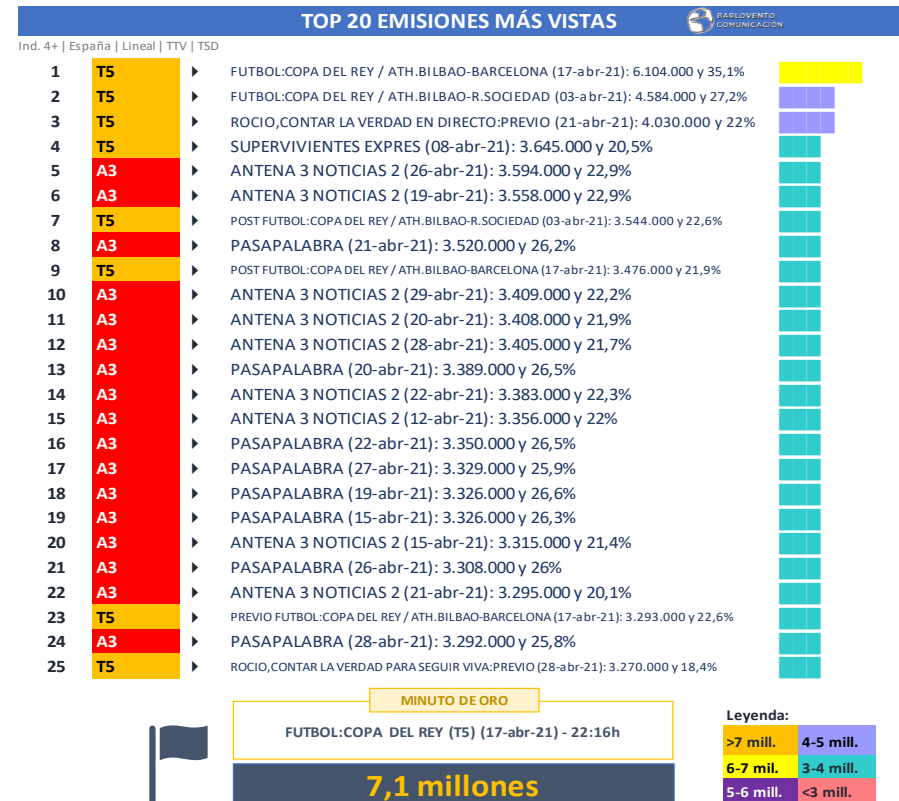 TOP 20 EMISIONES MÁS VISTAS
BARLOVENTO
COMUNICACIÓN
Ind. 4+ | España | Lineal | TTV | TSD
1 T5 FUTBOL:COPA DEL REY / ATH.BILBAO-BARCELONA (17-abr-21): 6.104.000 y 35,1%
2 T5 FUTBOL:COPA DEL REY / ATH.BILBAO-R.SOCIEDAD (03-abr-21): 4.584.000 y 27,2%
3 T5 ROCIO,CONTAR LA VERDAD EN DIRECTO:PREVIO (21-abr-21): 4.030.000 y 22%
4 T5 SUPERVIVIENTES EXPRES (08-abr-21): 3.645.000 y 20,5%
5 A3 ANTENA 3 NOTICIAS 2 (26-abr-21): 3.594.000 y 22,9%
6 A3 ANTENA 3 NOTICIAS 2 (19-abr-21): 3.558.000 y 22,9%
7 T5 POST FUTBOL:COPA DEL REY / ATH.BILBAO-R.SOCIEDAD (03-abr-21): 3.544.000 y 22,6%
8 A3 PASAPALABRA (21-abr-21): 3.520.000 y 26,2%
9 T5 POST FUTBOL:COPA DEL REY / ATH.BILBAO-BARCELONA (17-abr-21): 3.476.000 y 21,9%
10 A3 ANTENA 3 NOTICIAS 2 (29-abr-21): 3.409.000 y 22,2%
11 A3 ANTENA 3 NOTICIAS 2 (20-abr-21): 3.408.000 y 21,9%
12 A3 ANTENA 3 NOTICIAS 2 (28-abr-21): 3.405.000 y 21,7%
13 A3 PASAPALABRA (20-abr-21): 3.389.000 y 26,5%
14 A3 ANTENA 3 NOTICIAS 2 (22-abr-21): 3.383.000 y 22,3%
15 A3 ANTENA 3 NOTICIAS 2 (12-abr-21): 3.356.000 y 22%
16 A3 PASAPALABRA (22-abr-21): 3.350.000 y 26,5%
17 A3 PASAPALABRA (27-abr-21): 3.329.000 y 25,9%
18 A3 PASAPALABRA (19-abr-21): 3.326.000 y 26,6%
19 A3 PASAPALABRA (15-abr-21): 3.326.000 y 26,3%
20 A3 ANTENA 3 NOTICIAS 2 (15-abr-21): 3.315.000 y 21,4%
21 A3 PASAPALABRA (26-abr-21): 3.308.000 y 26%
22 A3 ANTENA 3 NOTICIAS 2 (21-abr-21): 3.295.000 y 20,1%
23 T5 PREVIO FUTBOL:COPA DEL REY / ATH.BILBAO-BARCELONA (17-abr-21): 3.293.000 y 22,6%
24 A3 PASAPALABRA (28-abr-21): 3.292.000 y 25,8%
25 T5 ROCIO,CONTAR LA VERDAD PARA SEGUIR VIVA:PREVIO (28-abr-21): 3.270.000 y 18,4%
MINUTO DE ORO
FUTBOL:COPA DEL REY (T5) (17-abr-21) - 22:16h
7,1 millones
Leyenda:
>7 mill. 4-5 mill.
6-7 mil. 3-4 mill.
5-6 mill. <3 mill.